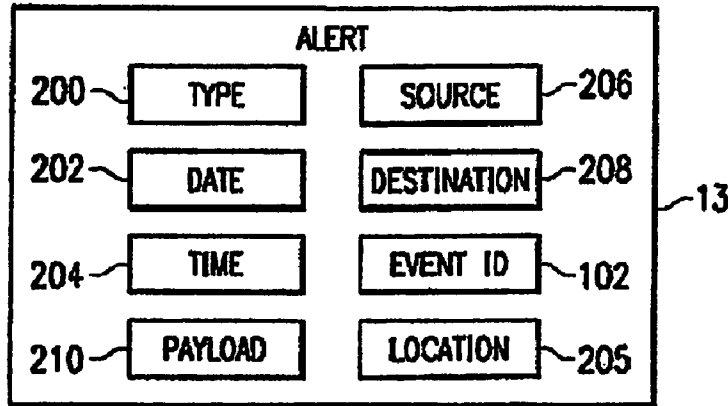 ALERT
200 TYPE SOURCE 206
202 DATE DESTINATION 208
13
204 TIME EVENT ID 102
210 PAYLOAD LOCATION 205